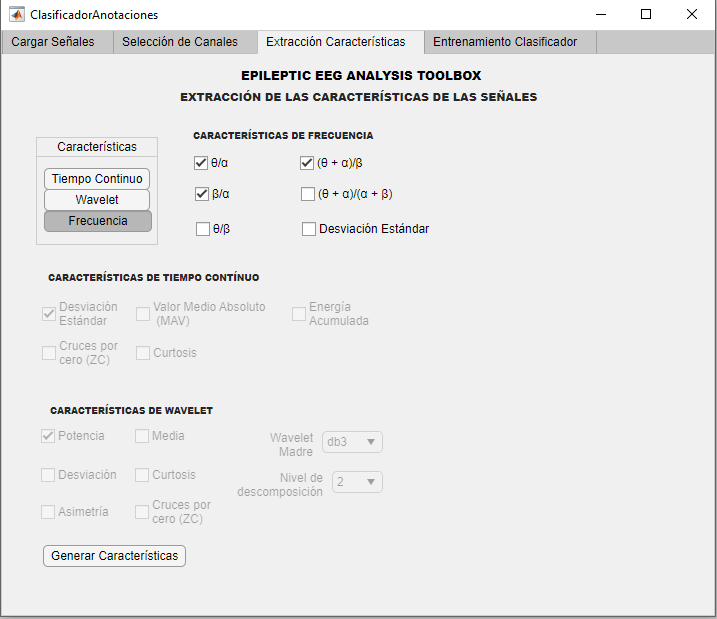 ClasificadorAnotaciones
Cargar Señales
Selección de Canales
Extracción Características
Entrenamiento Clasificador
EPILEPTIC EEG ANALYSIS TOOLBOX
EXTRACCIÓN DE LAS CARACTERÍSTICAS DE LAS SEÑALES
Características
Tiempo Continuo
Wavelet
Frecuencia
CARACTERÍSTICAS DE FRECUENCIA
θ/α
(θ + α)/β
β/α
(θ + α)/(α + β)
θ/β
Desviación Estándar
CARACTERÍSTICAS DE TIEMPO CONTÍNUO
Desviaciòn
Estándar
Valor Medio Absoluto
(MAV)
Energía
Acumulada
Cruces por
cero (ZC)
Curtosis
CARACTERÍSTICAS DE WAVELET
Potencia
Media
Wavelet
Madre
db3
Desviaciòn
Curtosis
Nivel de
descomposición
2
Asimetría
Cruces por
cero (ZC)
Generar Características